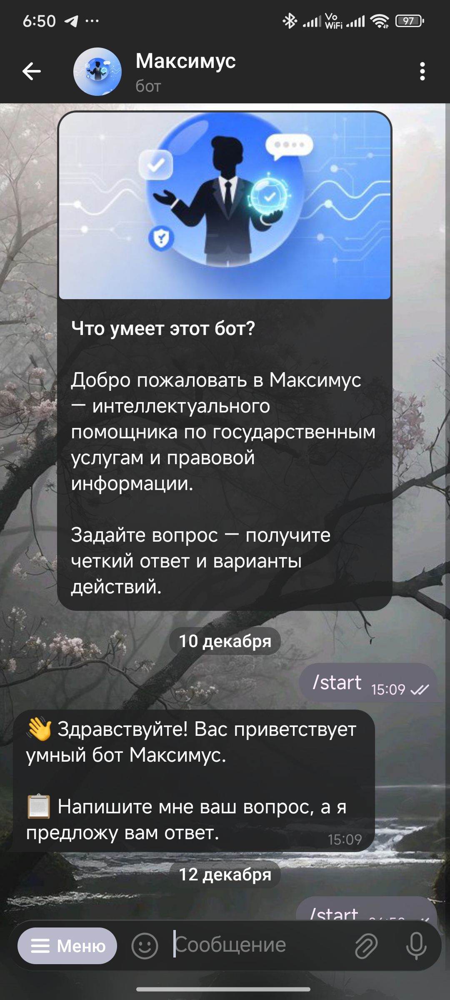 6:50
Vo
WiFi
97
Максимус
бот
Что умеет этот бот?
Добро пожаловать в Максимус
— интеллектуального
помощника по государственным
услугам и правовой
информации.
Задайте вопрос — получите
четкий ответ и варианты
действий.
10 декабря
/start 15:09
👋 Здравствуйте! Вас приветствует
умный бот Максимус.
📋 Напишите мне ваш вопрос, а я
предложу вам ответ.
15:09
12 декабря
/start
Меню
Сообщение